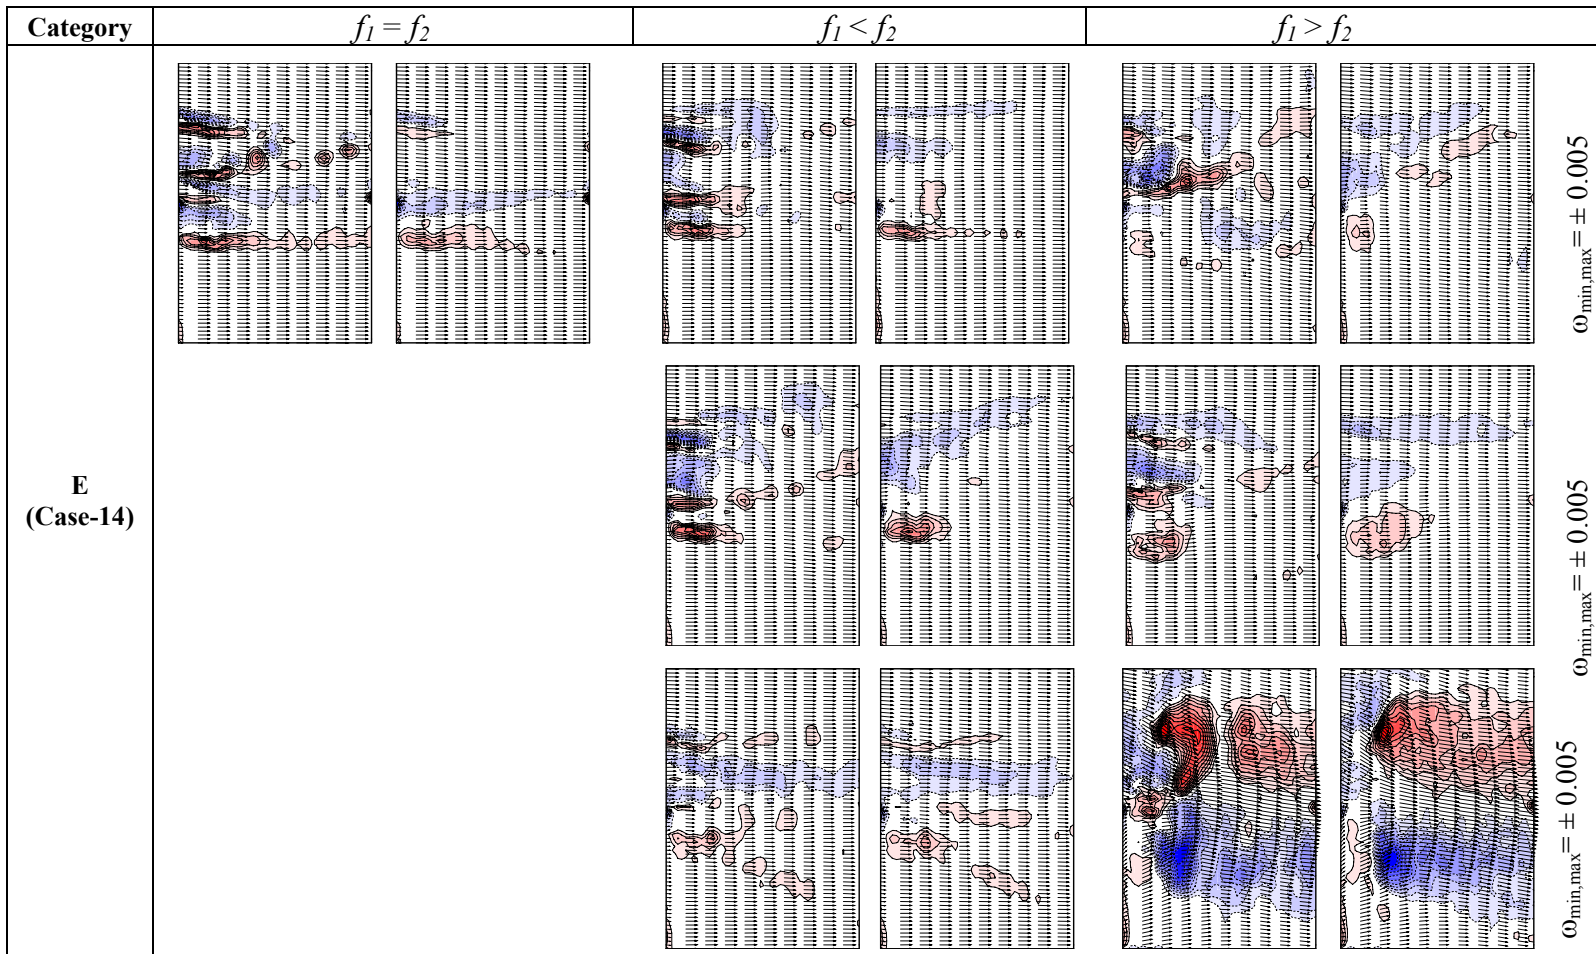 Category
f1 = f2
f1 < f2
f1 > f2
E
(Case-14)
ωmin,max= ± 0.005
ωmin,max= ± 0.005
ωmin,max= ± 0.005